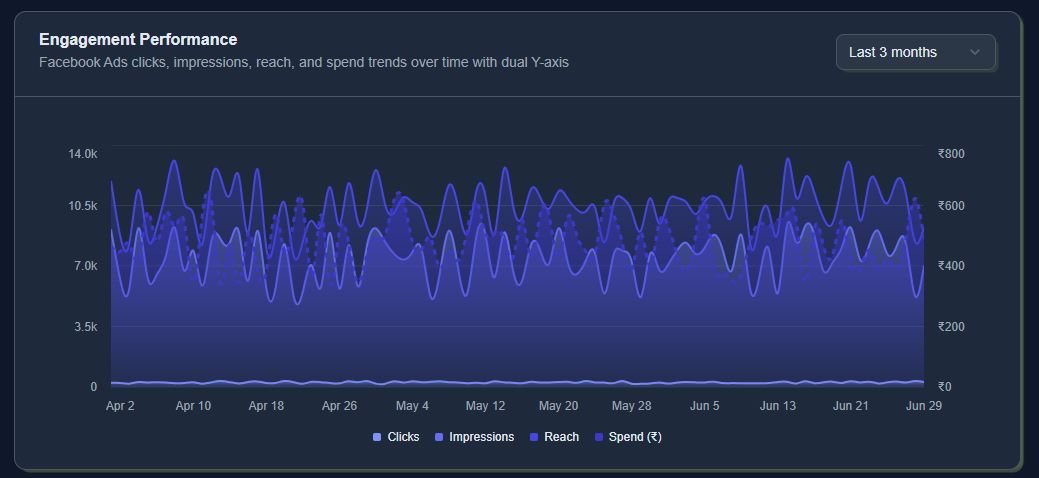 Engagement Performance
Facebook Ads clicks, impressions, reach, and spend trends over time with dual Y-axis
Last 3 months
14.0k
10.5k
7.0k
3.5k
0
₹800
₹600
₹400
₹200
₹0
Apr 2 Apr 10 Apr 18 Apr 26 May 4 May 12 May 20 May 28 Jun 5 Jun 13 Jun 21 Jun 29
Clicks Impressions Reach Spend (₹)